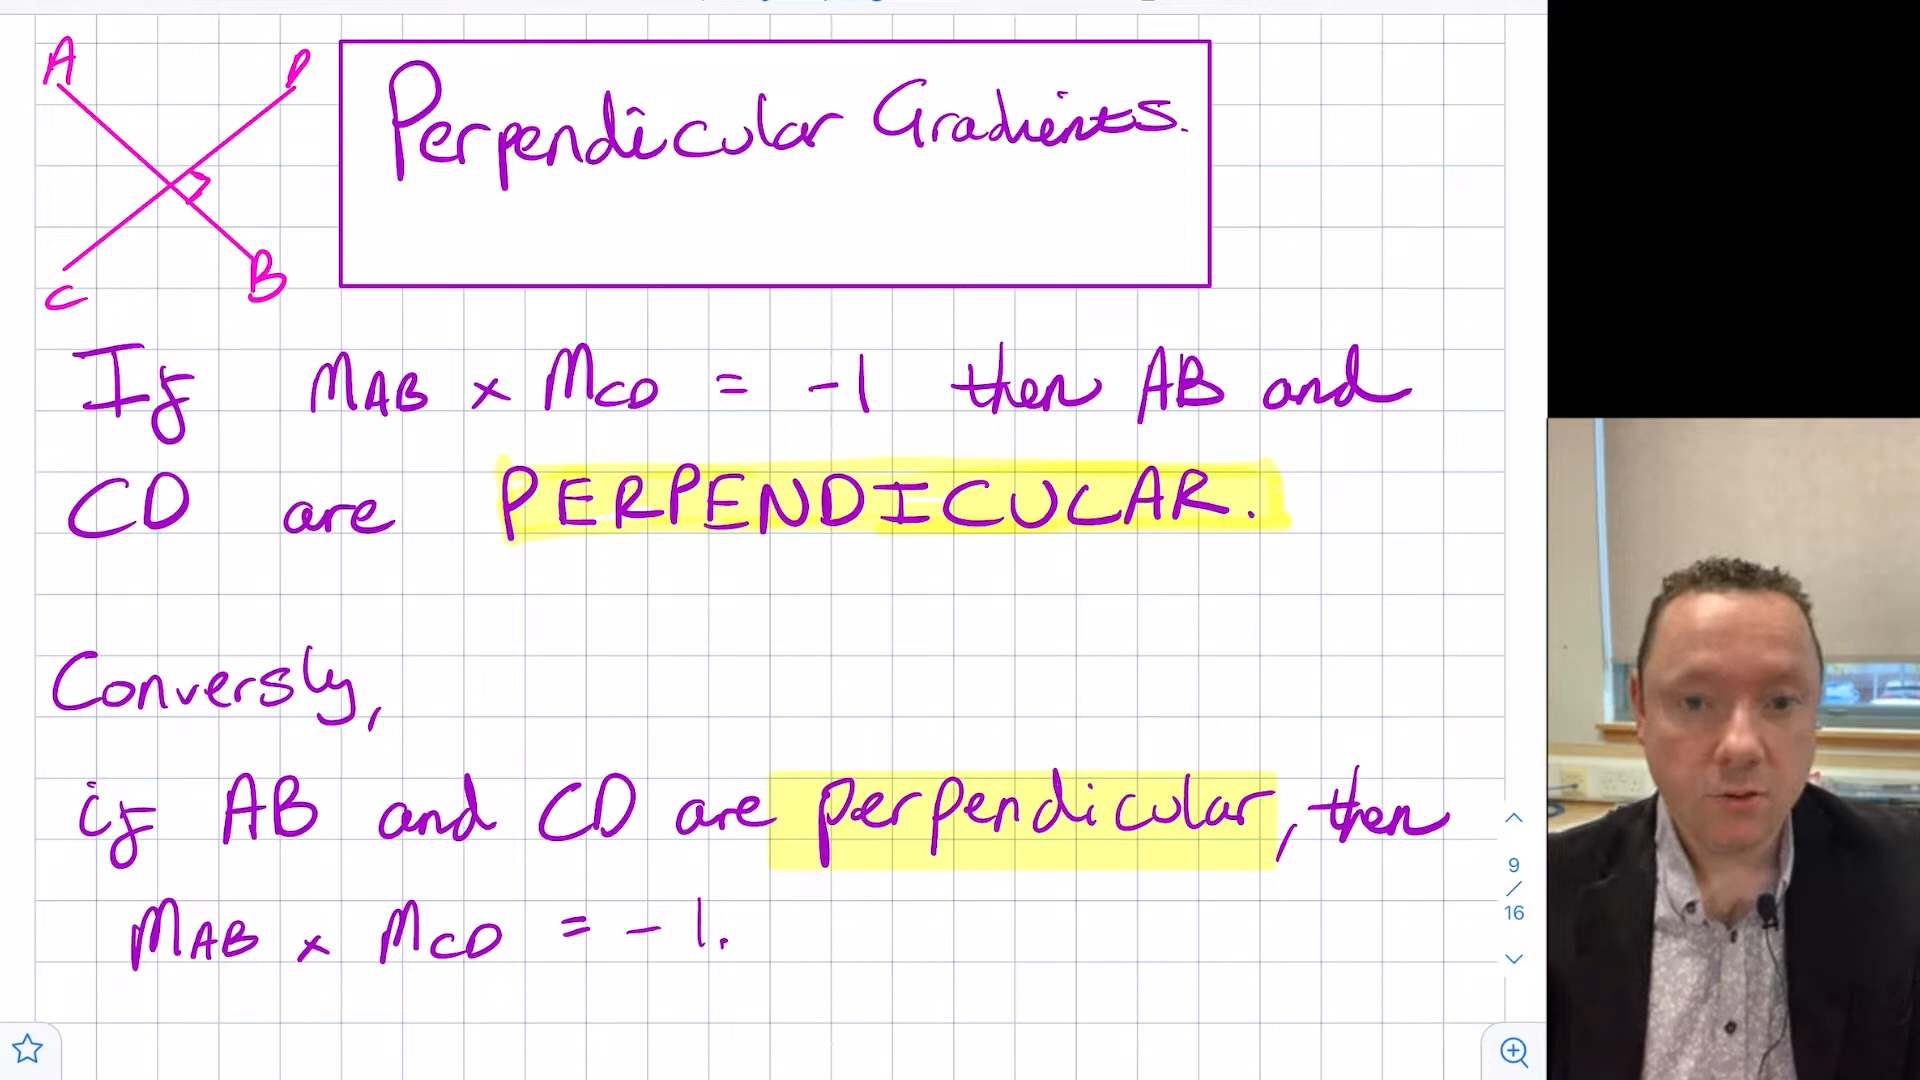 A
D
Perpendicular Gradients.
C
B
If MAB × MCD = -1 then AB and
CD are PERPENDICULAR.
Conversly,
if AB and CD are perpendicular, then
MAB × MCD = -1.
9
/
16